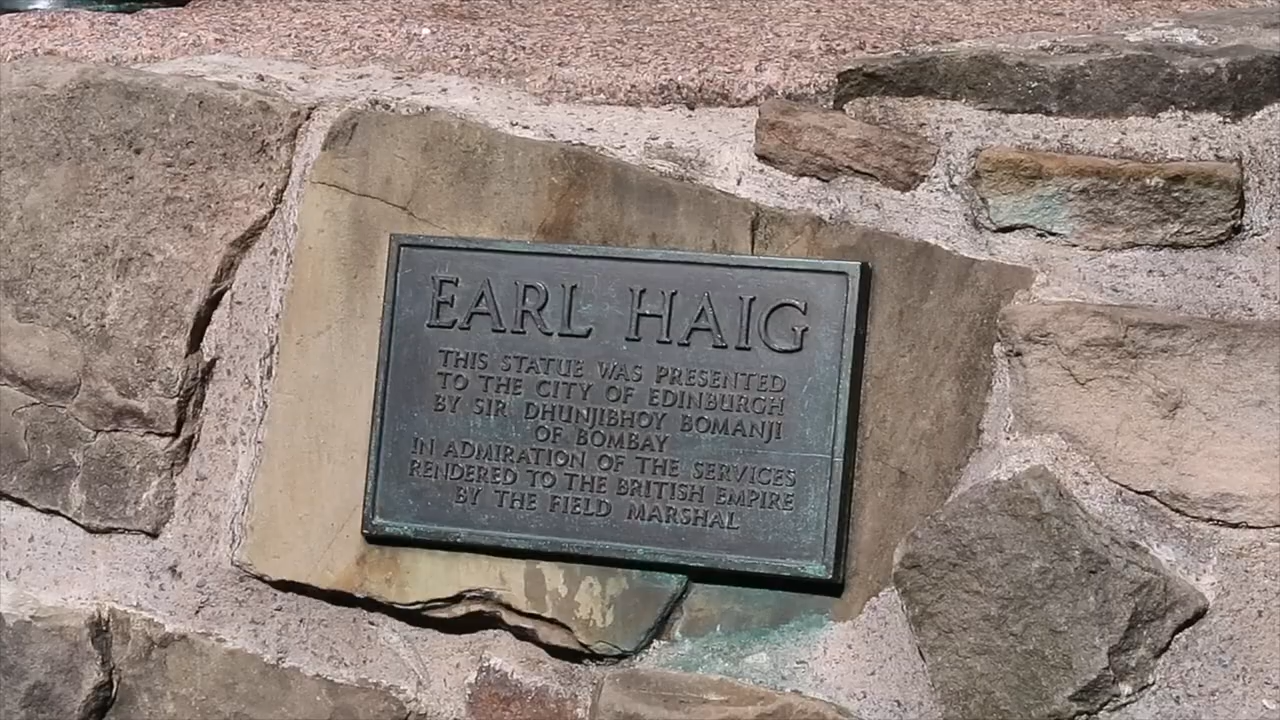 EARL HAIG
THIS STATUE WAS PRESENTED
TO THE CITY OF EDINBURGH
BY SIR DHUNJIBHOY BOMANJI
OF BOMBAY
IN ADMIRATION OF THE SERVICES
RENDERED TO THE BRITISH EMPIRE
BY THE FIELD MARSHAL